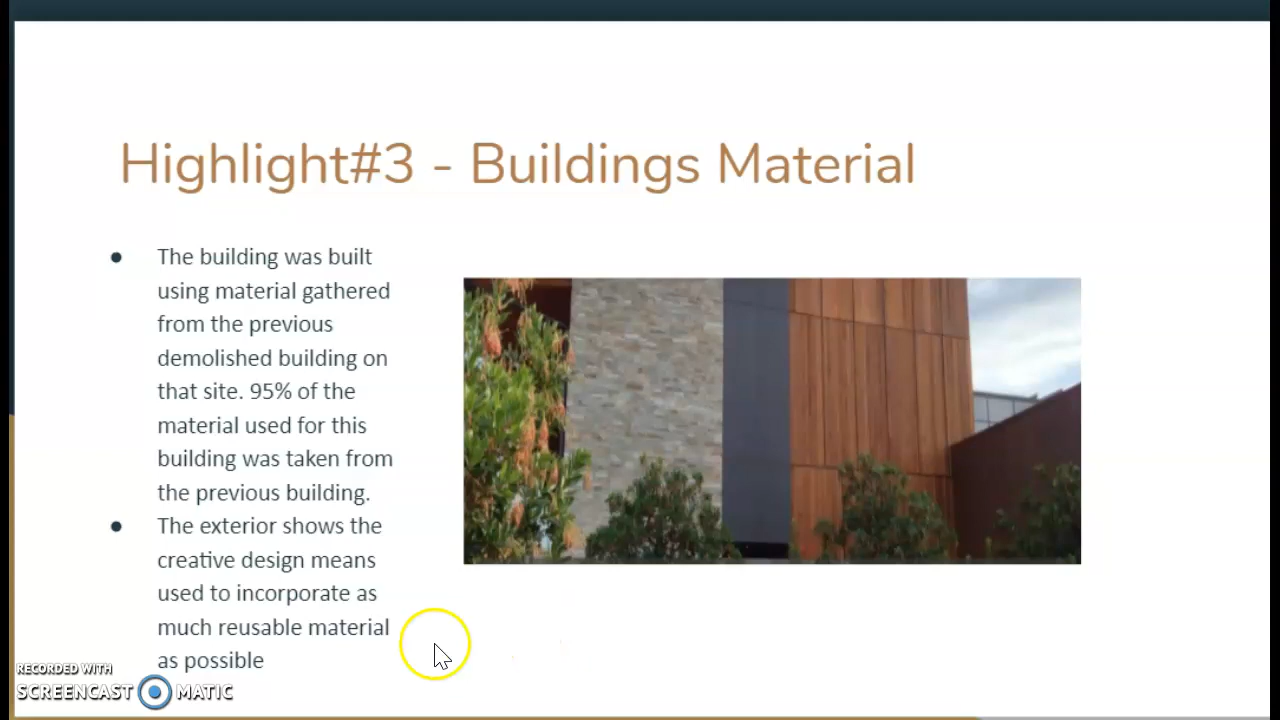 Highlight#3 - Buildings Material
● The building was built
using material gathered
from the previous
demolished building on
that site. 95% of the
material used for this
building was taken from
the previous building.
● The exterior shows the
creative design means
used to incorporate as
much reusable material
as possible
RECORDED WITH
SCREENCAST MATIC